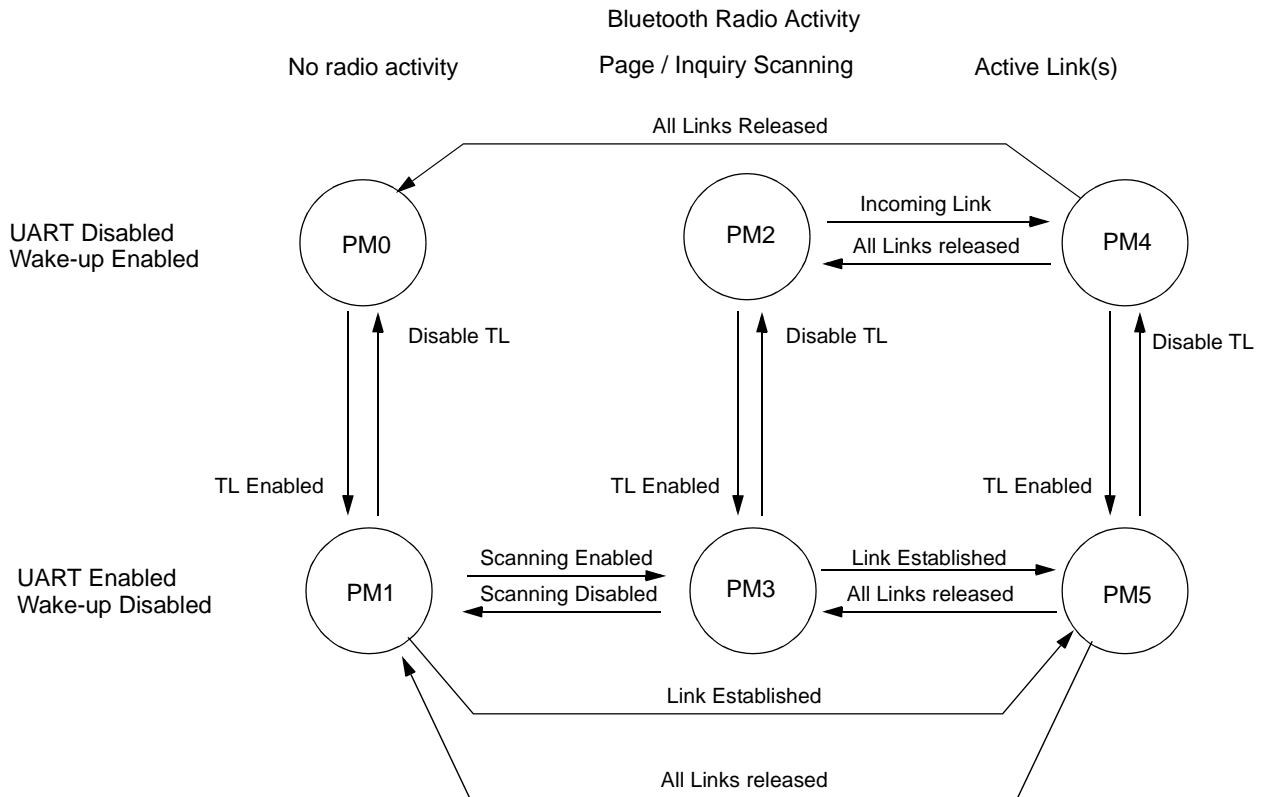 Bluetooth Radio Activity
No radio activity
Page / Inquiry Scanning
Active Link(s)
All Links Released
UART Disabled
Wake-up Enabled
PM0
PM2
Incoming Link
All Links released
PM4
Disable TL
Disable TL
Disable TL
TL Enabled
TL Enabled
TL Enabled
UART Enabled
Wake-up Disabled
PM1
Scanning Enabled
Scanning Disabled
PM3
Link Established
All Links released
PM5
Link Established
All Links released